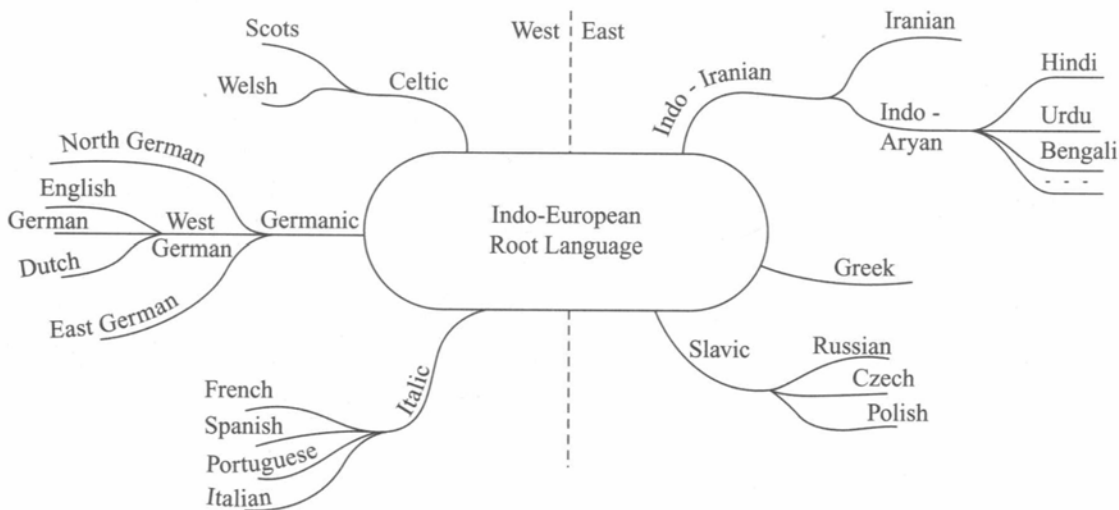 Scots
Welsh
Celtic
West East
Indo - Iranian
Iranian
Indo -
Aryan
Hindi
Urdu
Bengali
- - -
North German
English
German
Dutch
West
German
East German
Germanic
Indo-European
Root Language
Greek
Slavic
Russian
Czech
Polish
Italic
French
Spanish
Portuguese
Italian